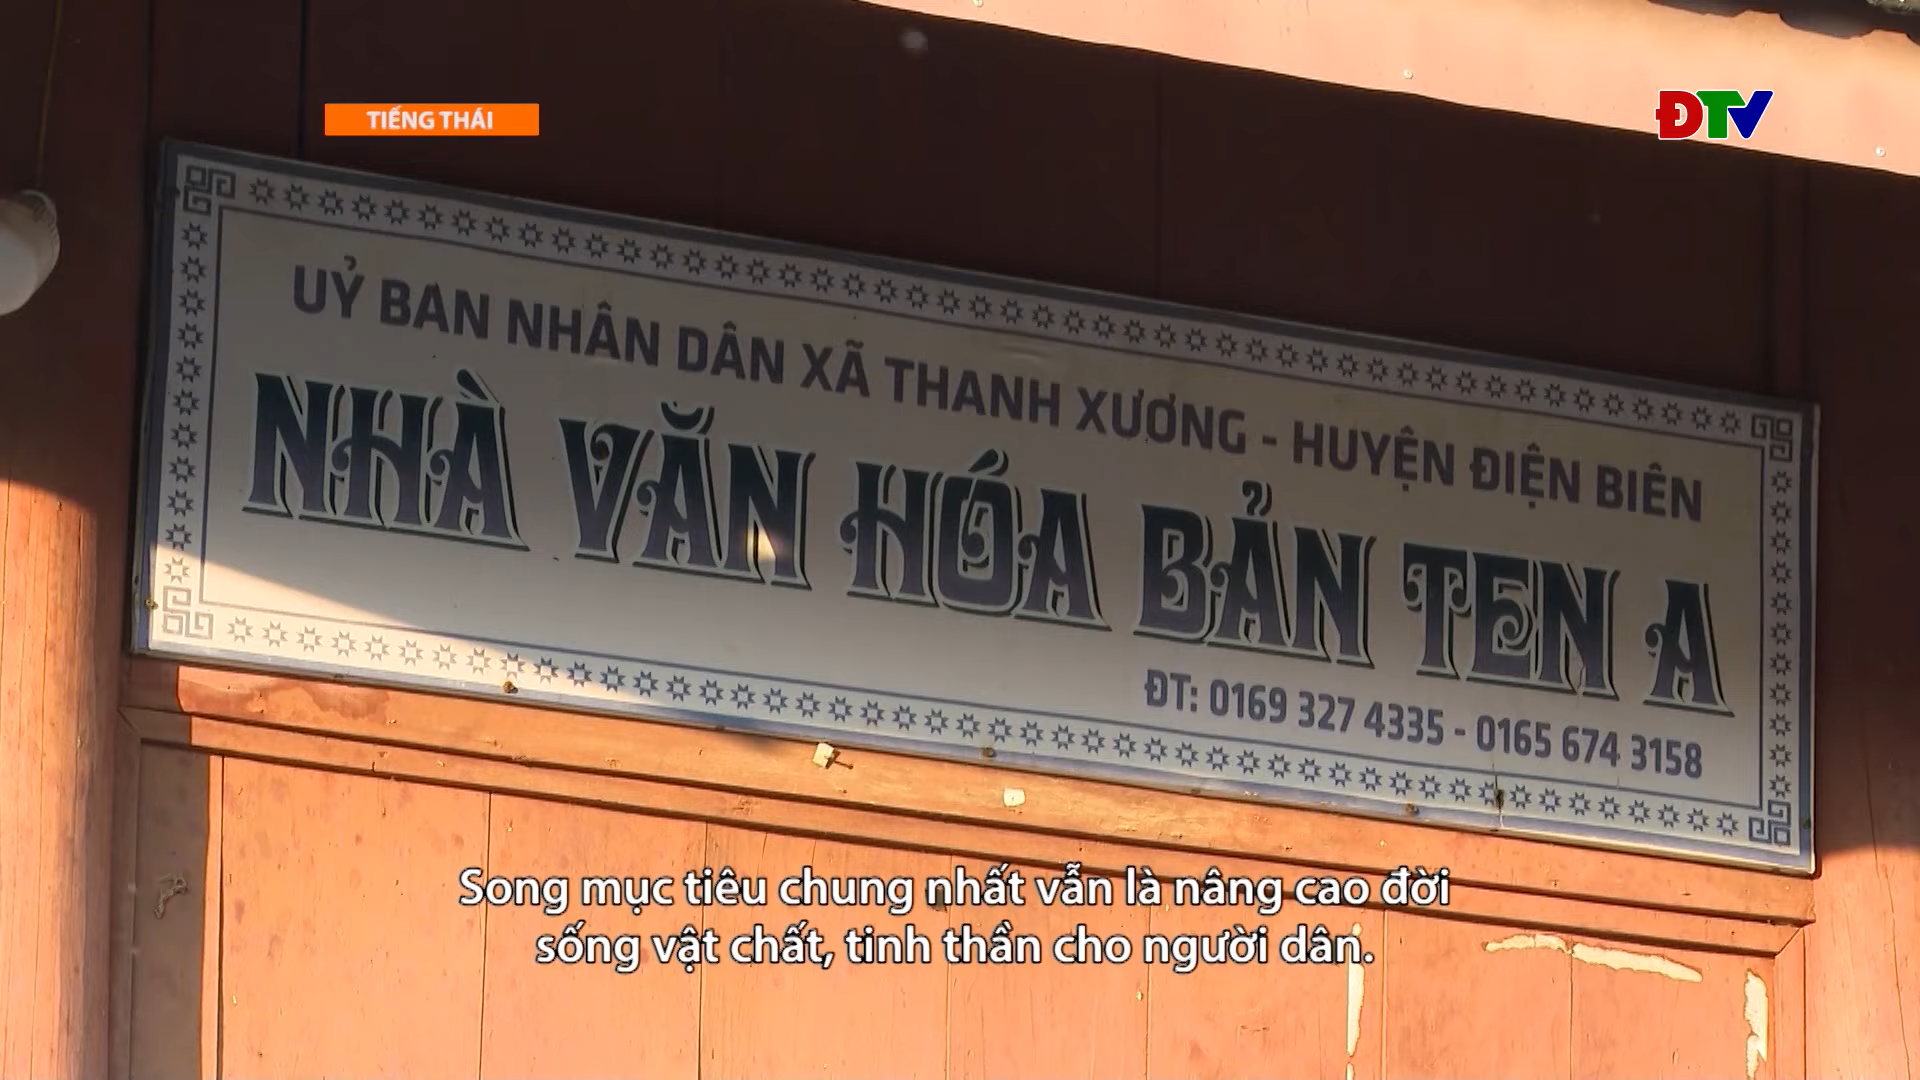 TIẾNG THÁI
ĐTV
UỶ BAN NHÂN DÂN XÃ THANH XƯƠNG - HUYỆN ĐIỆN BIÊN
NHÀ VĂN HÓA BẢN TEN A
ĐT: 0169 327 4335 - 0165 674 3158
Song mục tiêu chung nhất vẫn là nâng cao đời
sống vật chất, tinh thần cho người dân.